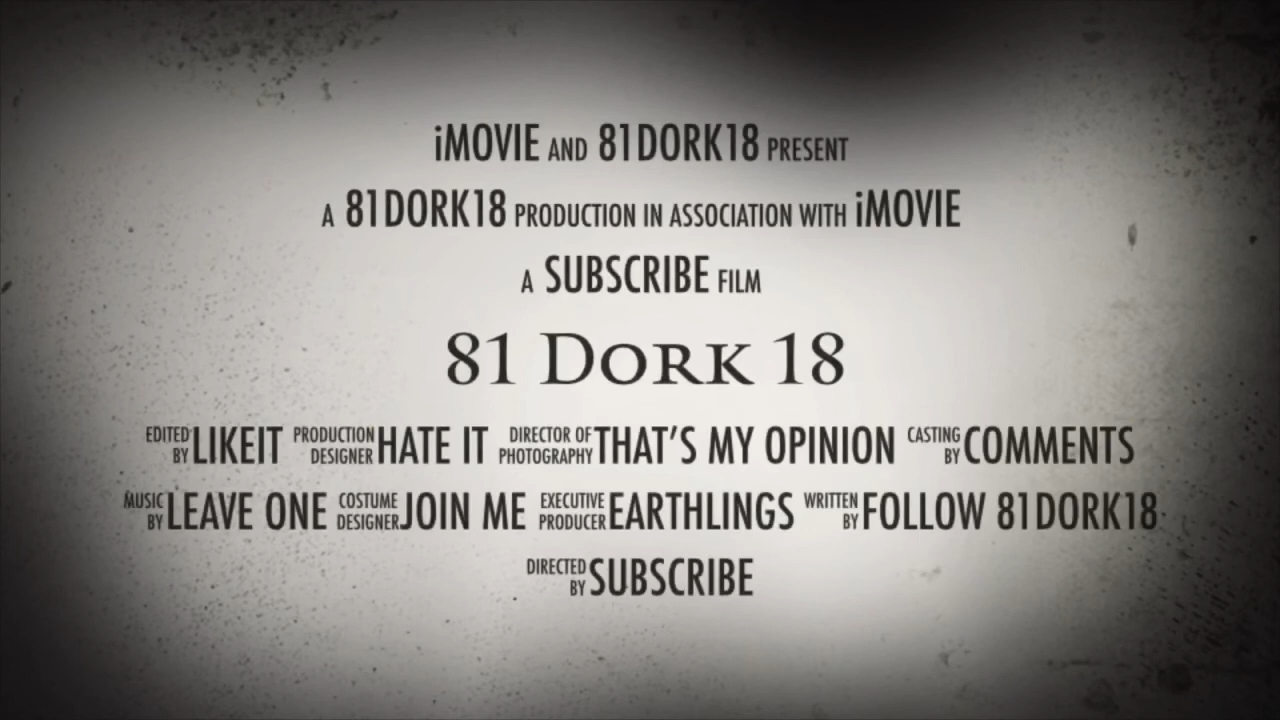 iMOVIE AND 81DORK18 PRESENT
A 81DORK18 PRODUCTION IN ASSOCIATION WITH iMOVIE
A SUBSCRIBE FILM
81 DORK 18
EDITED BY LIKEIT PRODUCTION DESIGNER HATE IT DIRECTOR OF PHOTOGRAPHY THAT'S MY OPINION CASTING BY COMMENTS
MUSIC BY LEAVE ONE COSTUME DESIGNER JOIN ME EXECUTIVE PRODUCER EARTHLINGS WRITTEN BY FOLLOW 81DORK18
DIRECTED BY SUBSCRIBE